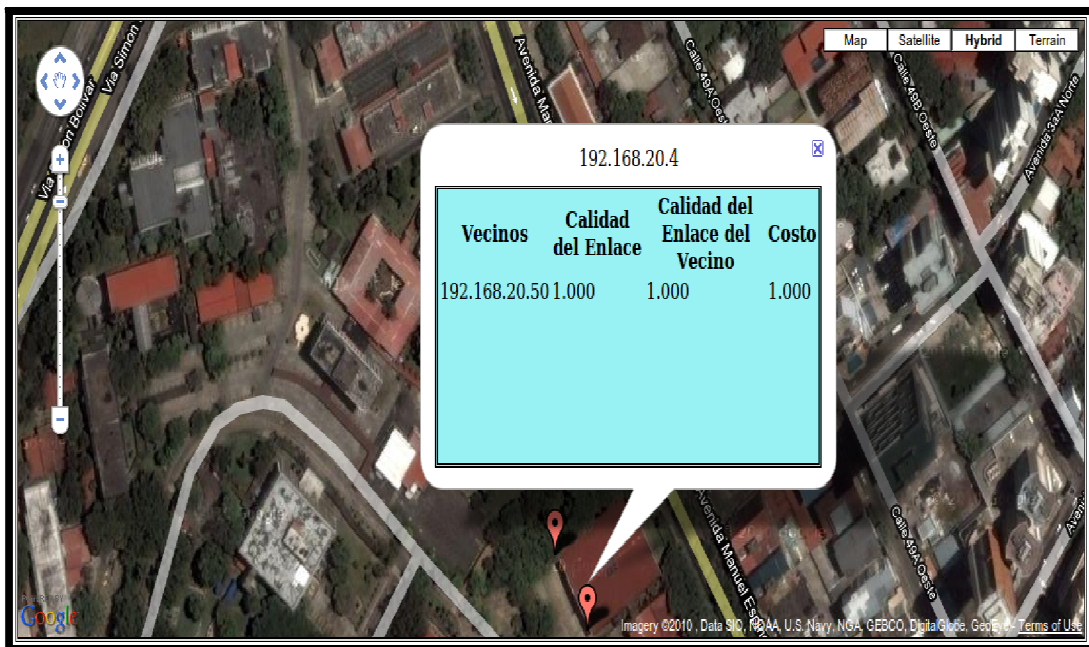 Map
Satellite
Hybrid
Terrain
Via Simon Bolivar
Calle 49A Oeste
Calle 49B Oeste
Avenida 3aA Norte
192.168.20.4
Vecinos
Calidad del Enlace
Calidad del Enlace del Vecino
Costo
192.168.20.50 1.000 1.000 1.000
Calle 49A Oeste
POWERED BY
Google
Imagery ©2010 , Data SIO, NOAA, U.S. Navy, NGA, GEBCO, DigitalGlobe, GeoEye - Terms of Use